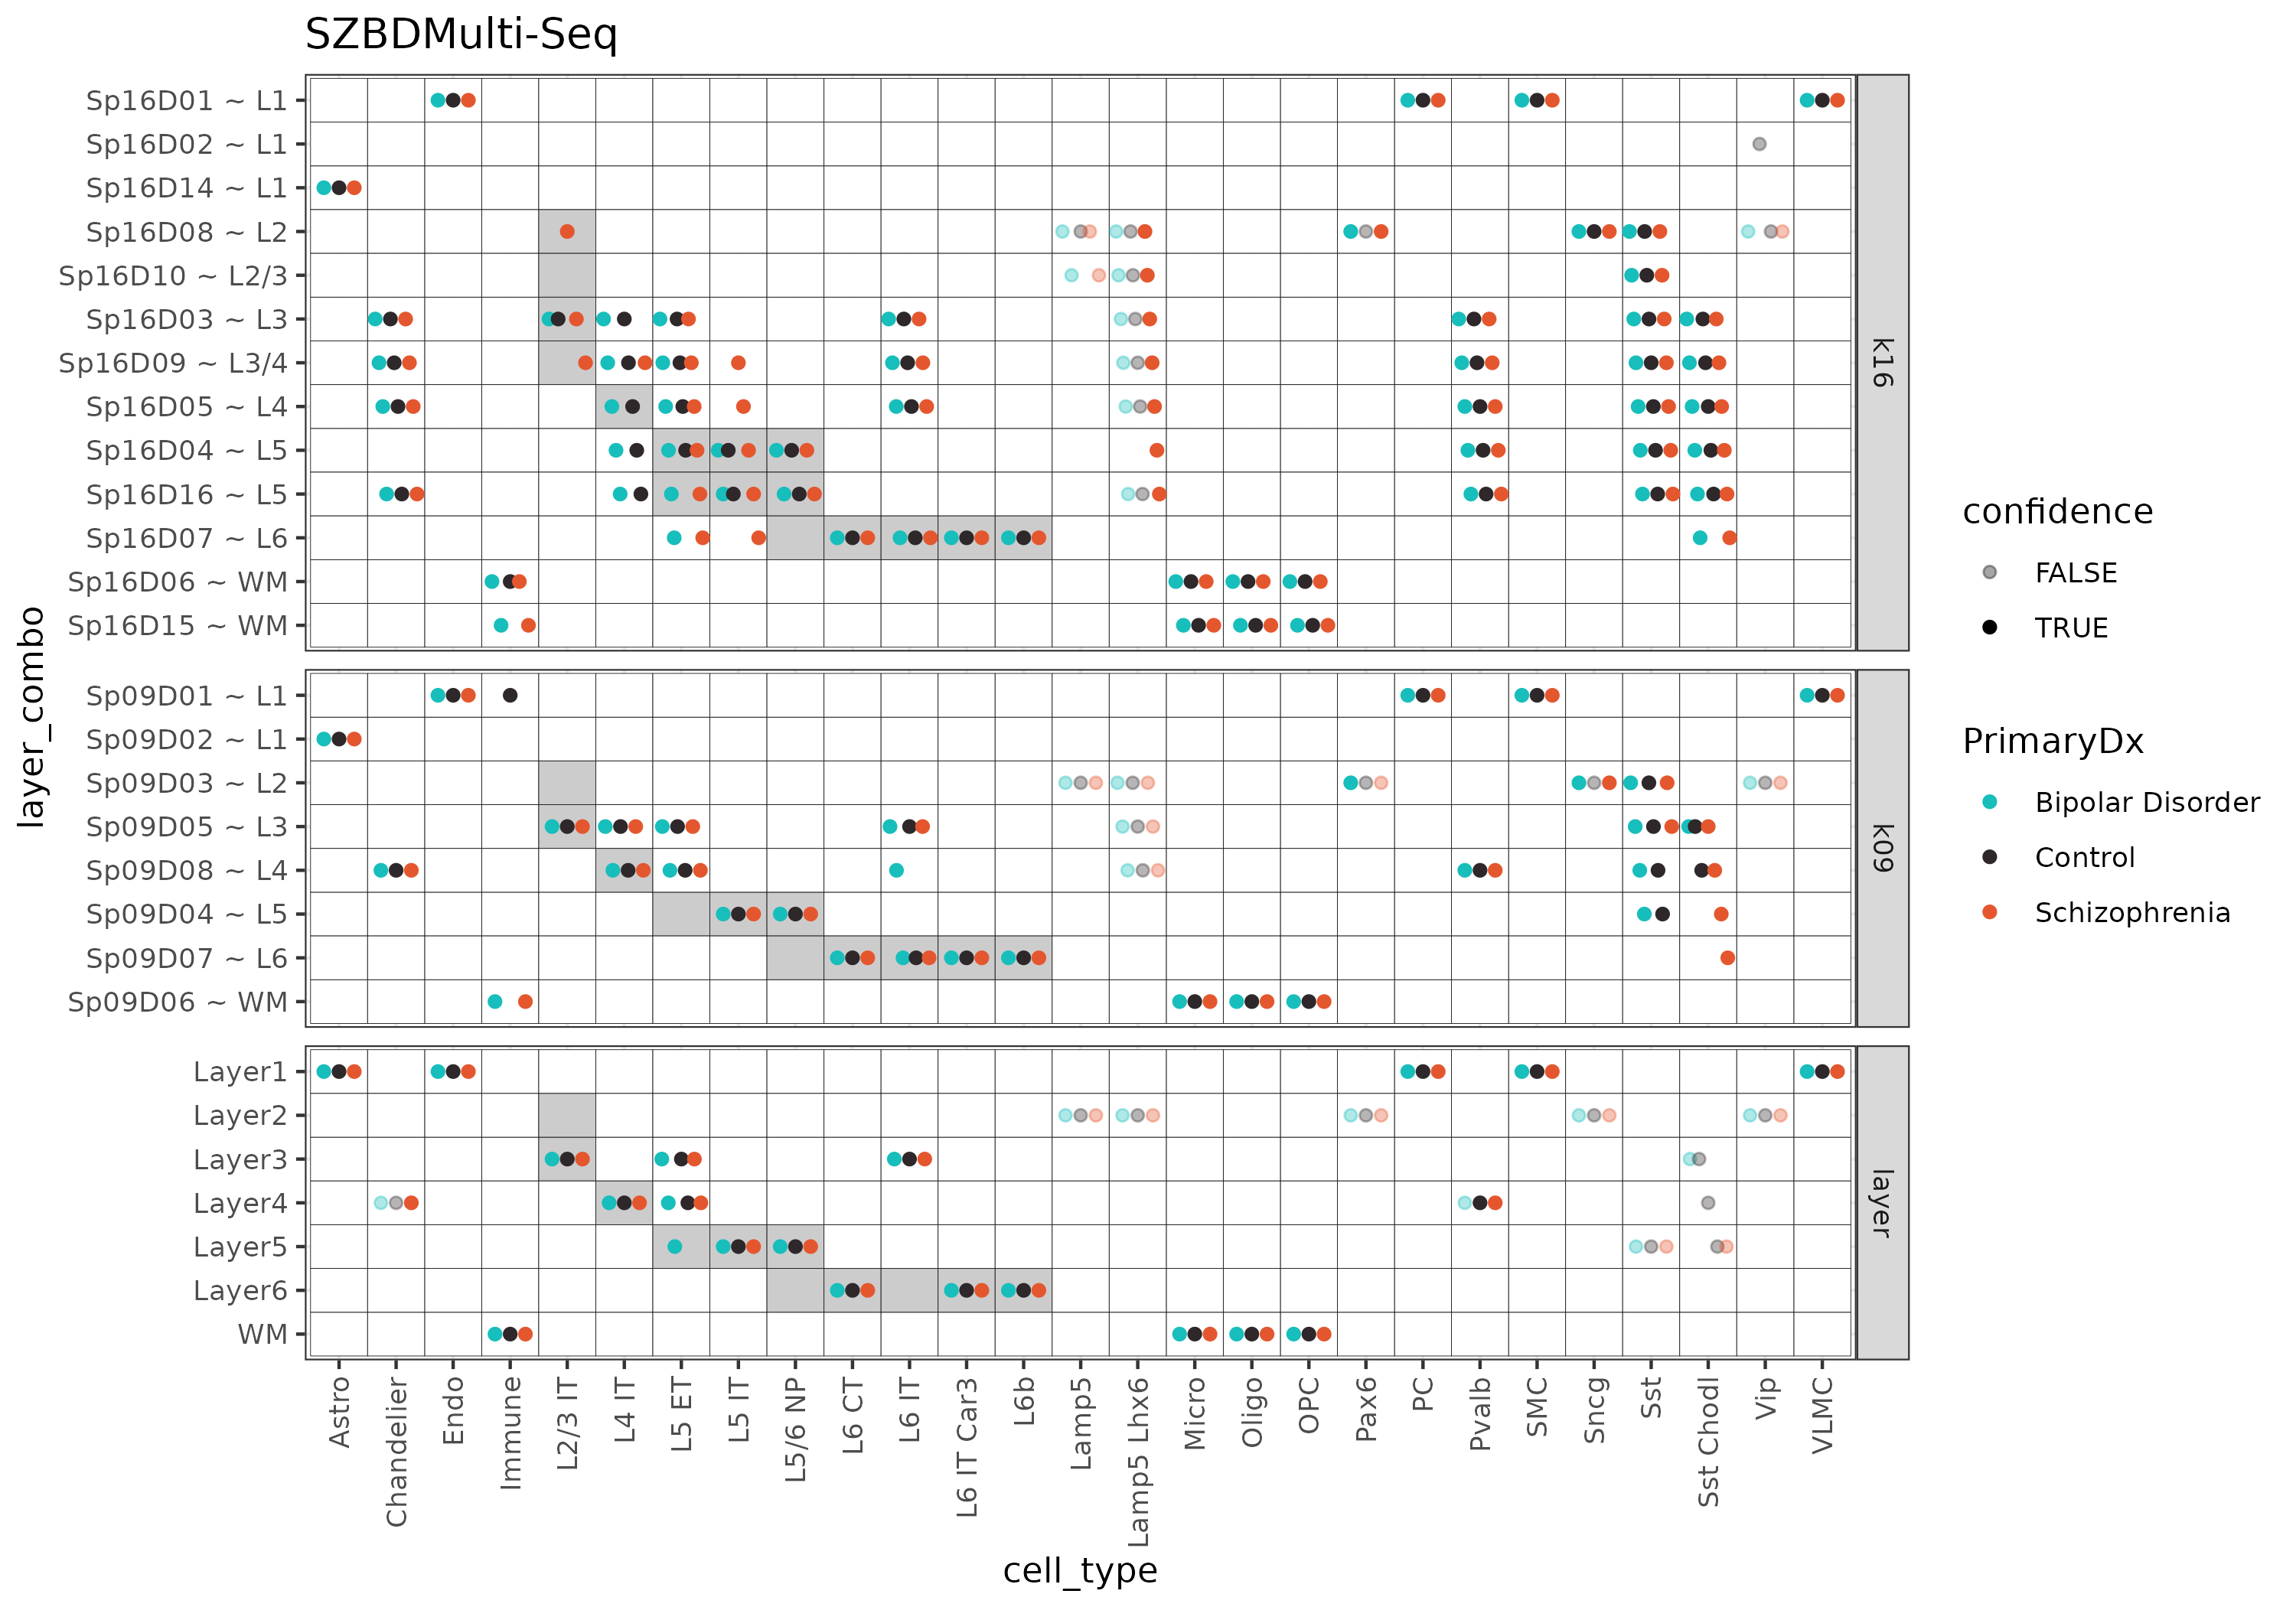 SZBDMulti-Seq
layer_combo
Sp16D01 ~ L1
Sp16D02 ~ L1
Sp16D14 ~ L1
Sp16D08 ~ L2
Sp16D10 ~ L2/3
Sp16D03 ~ L3
Sp16D09 ~ L3/4
Sp16D05 ~ L4
Sp16D04 ~ L5
Sp16D16 ~ L5
Sp16D07 ~ L6
Sp16D06 ~ WM
Sp16D15 ~ WM
k16
Sp09D01 ~ L1
Sp09D02 ~ L1
Sp09D03 ~ L2
Sp09D05 ~ L3
Sp09D08 ~ L4
Sp09D04 ~ L5
Sp09D07 ~ L6
Sp09D06 ~ WM
k09
Layer1
Layer2
Layer3
Layer4
Layer5
Layer6
WM
layer
Astro
Chandelier
Endo
Immune
L2/3 IT
L4 IT
L5 ET
L5 IT
L5/6 NP
L6 CT
L6 IT
L6 IT Car3
L6b
Lamp5
Lamp5 Lhx6
Micro
Oligo
OPC
Pax6
PC
Pvalb
SMC
Sncg
Sst
Sst Chodl
Vip
VLMC
cell_type
confidence
FALSE
TRUE
PrimaryDx
Bipolar Disorder
Control
Schizophrenia